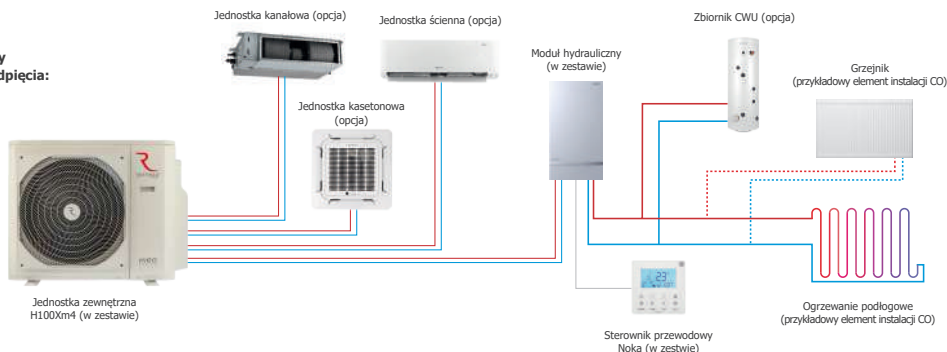 Jednostka kanałowa (opcja)
Jednostka ścienna (opcja)
Zbiornik CWU (opcja)
y
dpięcia:
Moduł hydrauliczny
(w zestawie)
Grzejnik
(przykładowy element instalacji CO)
Jednostka kasetonowa
(opcja)
R
23°
Jednostka zewnętrzna
H100Xm4 (w zestawie)
Ogrzewanie podłogowe
(przykładowy element instalacji CO)
Sterownik przewodowy
Noka (w zestwie)